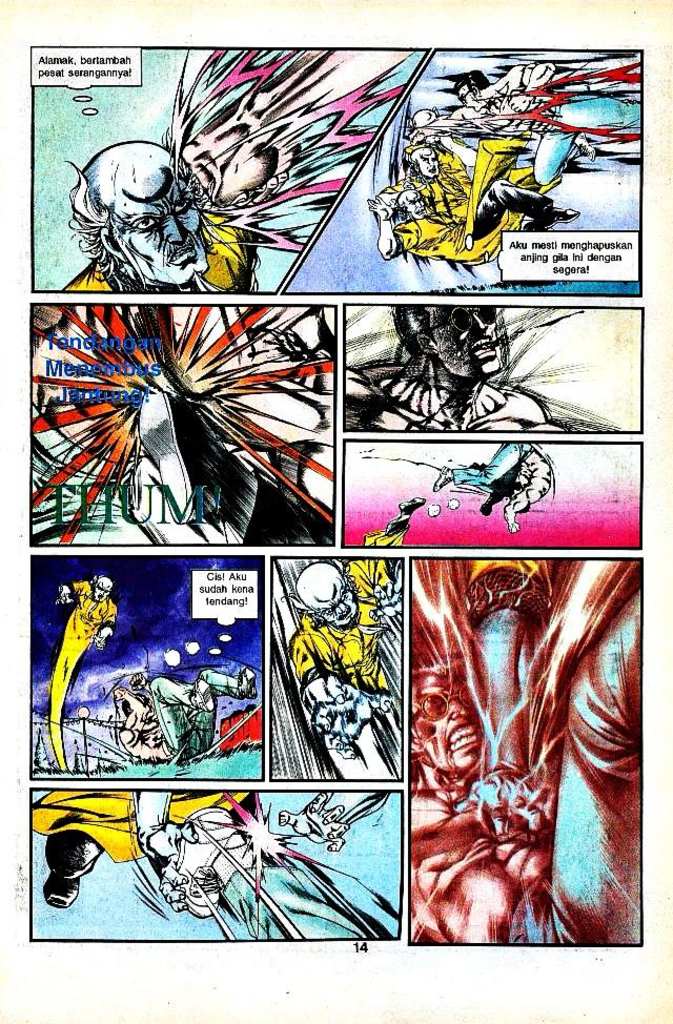 Alamak, bertambah
pesat serangannya!
Aku mesti menghapuskan
anjing gila ini dengan
segera!
Tendangan
Menembus
Jantung!
THUM!
Cis! Aku
sudah kena
tendang!
14